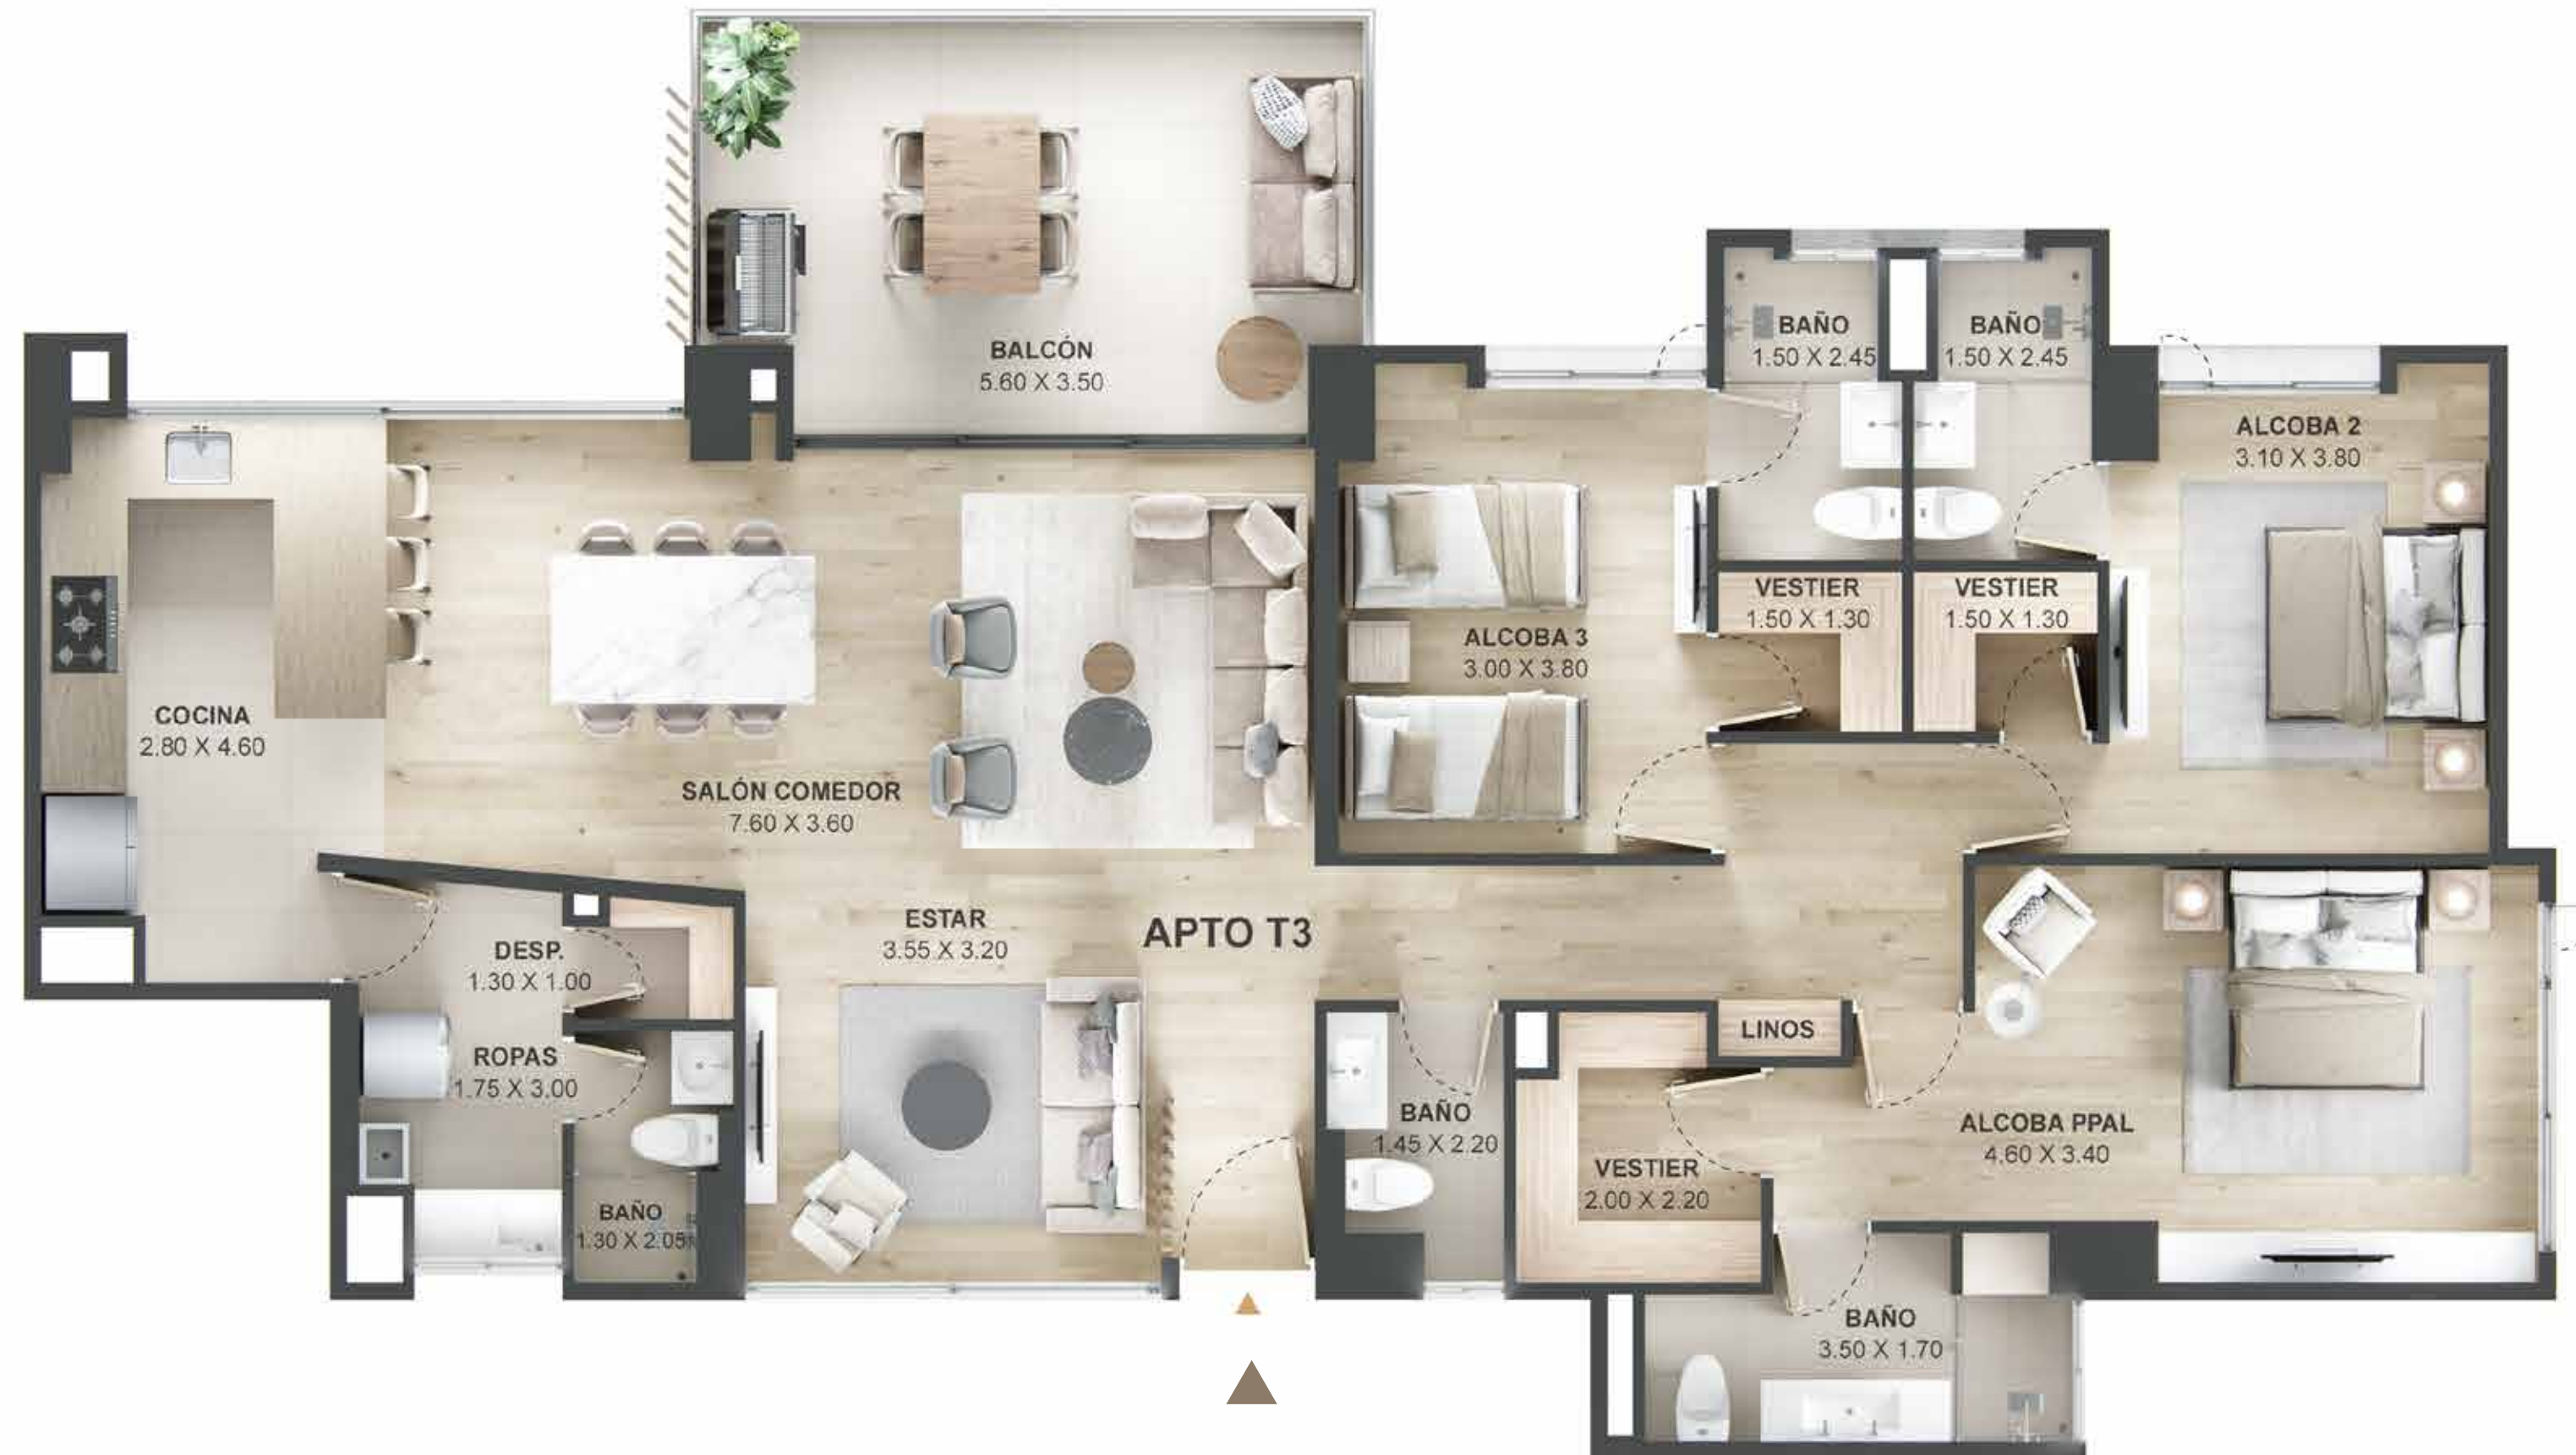 BALCÓN
5.60 X 3.50
BAÑO
1.50 X 2.45
BAÑO
1.50 X 2.45
ALCOBA 2
3.10 X 3.80
VESTIER
1.50 X 1.30
VESTIER
1.50 X 1.30
ALCOBA 3
3.00 X 3.80
COCINA
2.80 X 4.60
SALÓN COMEDOR
7.60 X 3.60
ESTAR
3.55 X 3.20
APTO T3
DESP.
1.30 X 1.00
ROPAS
1.75 X 3.00
LINOS
BAÑO
1.45 X 2.20
ALCOBA PPAL
4.60 X 3.40
VESTIER
2.00 X 2.20
BAÑO
1.30 X 2.05
BAÑO
3.50 X 1.70